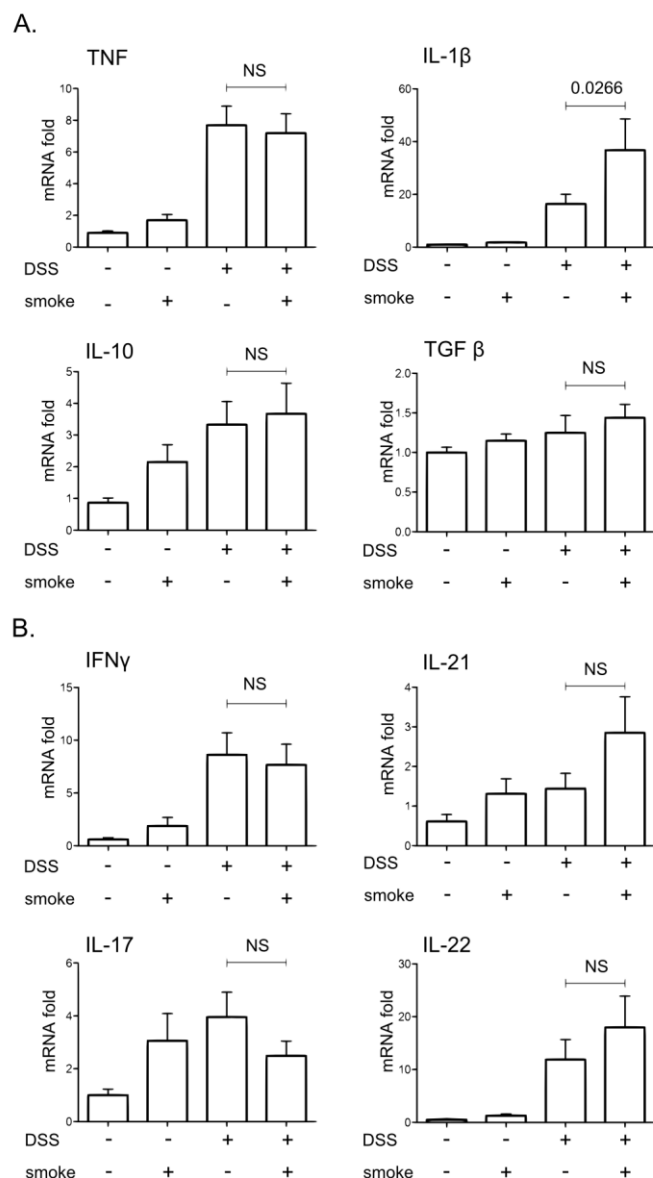 A.
TNF
NS
mRNA fold
10
8
6
4
2
0
DSS - - + +
smoke - + - +
IL-1β
0.0266
mRNA fold
60
40
20
0
DSS - - + +
smoke - + - +
IL-10
NS
mRNA fold
5
4
3
2
1
0
DSS - - + +
smoke - + - +
TGF β
NS
mRNA fold
2.0
1.5
1.0
0.5
0.0
DSS - - + +
smoke - + - +
B.
IFNγ
NS
mRNA fold
15
10
5
0
DSS - - + +
smoke - + - +
IL-21
NS
mRNA fold
4
3
2
1
0
DSS - - + +
smoke - + - +
IL-17
NS
mRNA fold
6
4
2
0
DSS - - + +
smoke - + - +
IL-22
NS
mRNA fold
30
20
10
0
DSS - - + +
smoke - + - +